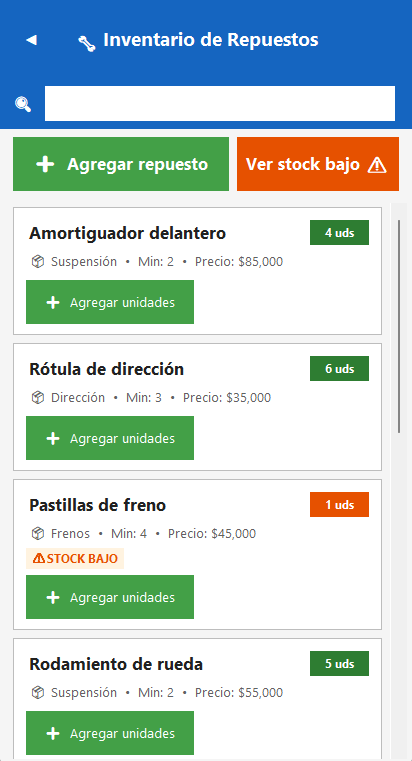 Inventario de Repuestos
Agregar repuesto
Ver stock bajo
Amortiguador delantero
4 uds
Suspensión • Min: 2 • Precio: $85,000
Agregar unidades
Rótula de dirección
6 uds
Dirección • Min: 3 • Precio: $35,000
Agregar unidades
Pastillas de freno
1 uds
Frenos • Min: 4 • Precio: $45,000
STOCK BAJO
Agregar unidades
Rodamiento de rueda
5 uds
Suspensión • Min: 2 • Precio: $55,000
Agregar unidades